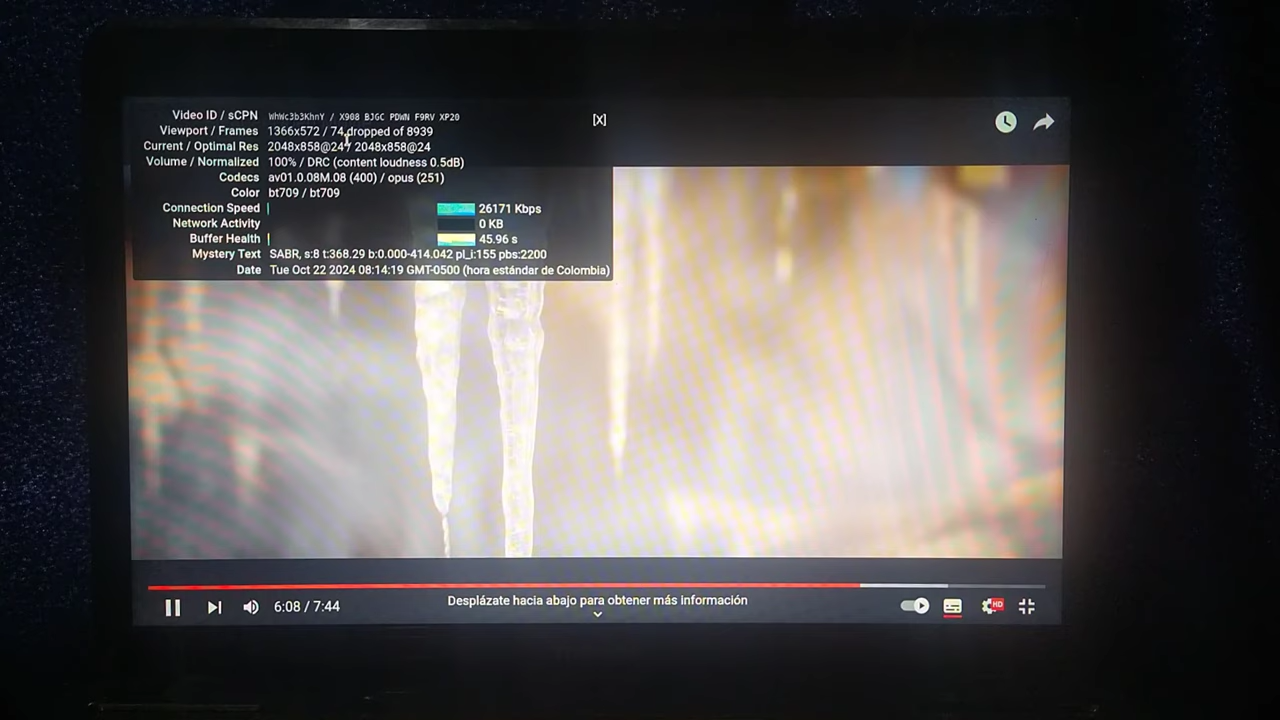 Video ID / sCPN WhWc3b3KhnY / X908 BJGC PDWN F9RV XP20
[X]
Viewport / Frames 1366x572 / 74 dropped of 8939
Current / Optimal Res 2048x858@24 / 2048x858@24
Volume / Normalized 100% / DRC (content loudness 0.5dB)
Codecs av01.0.08M.08 (400) / opus (251)
Color bt709 / bt709
Connection Speed 26171 Kbps
Network Activity 0 KB
Buffer Health 45.96 s
Mystery Text SABR, s:8 t:368.29 b:0.000-414.042 pl_i:155 pbs:2200
Date Tue Oct 22 2024 08:14:19 GMT-0500 (hora estándar de Colombia)
6:08 / 7:44
Desplázate hacia abajo para obtener más información
HD